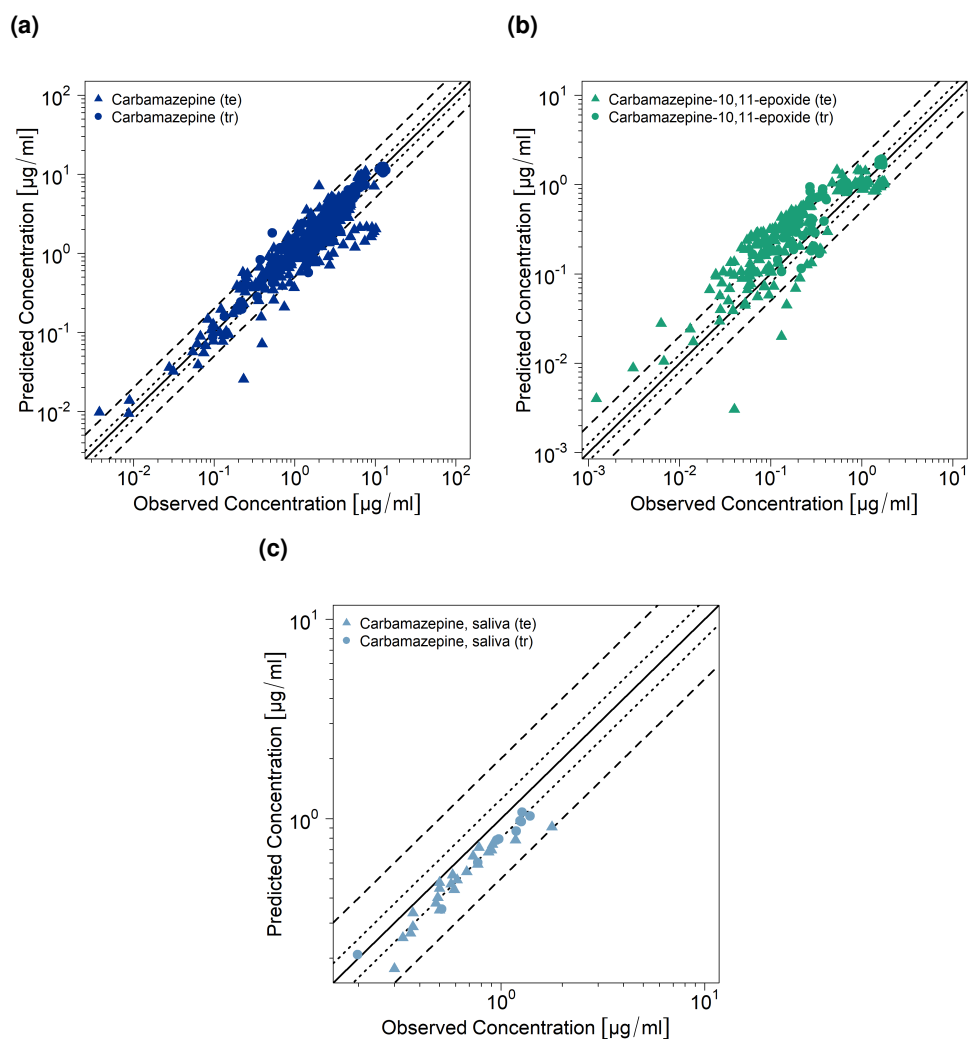 (a)
Carbamazepine (te)
Carbamazepine (tr)
10²
10¹
10⁰
10⁻¹
10⁻²
Predicted Concentration [µg/ml]
10⁻² 10⁻¹ 10⁰ 10¹ 10²
Observed Concentration [µg/ml]
(b)
Carbamazepine-10,11-epoxide (te)
Carbamazepine-10,11-epoxide (tr)
10¹
10⁰
10⁻¹
10⁻²
10⁻³
Predicted Concentration [µg/ml]
10⁻³ 10⁻² 10⁻¹ 10⁰ 10¹
Observed Concentration [µg/ml]
(c)
Carbamazepine, saliva (te)
Carbamazepine, saliva (tr)
10¹
10⁰
Predicted Concentration [µg/ml]
10⁰ 10¹
Observed Concentration [µg/ml]